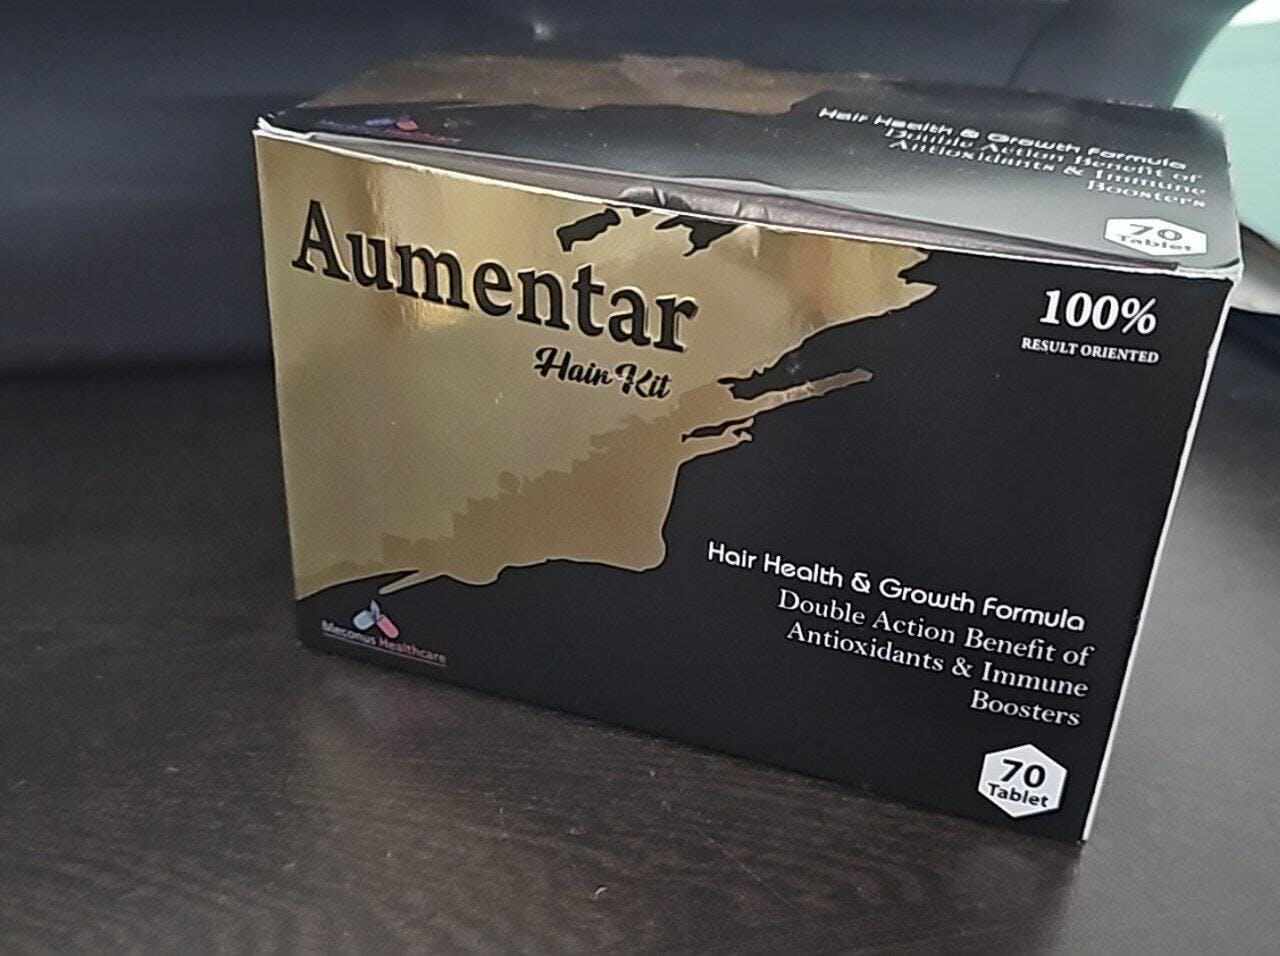 Hair Health & Growth Formula
Double Action Benefit of
Antioxidants & Immune
Boosters
70
Tablet
Aumentar
Hair Kit
100%
RESULT ORIENTED
Hair Health & Growth Formula
Double Action Benefit of
Antioxidants & Immune
Boosters
Meconus Healthcare
70
Tablet